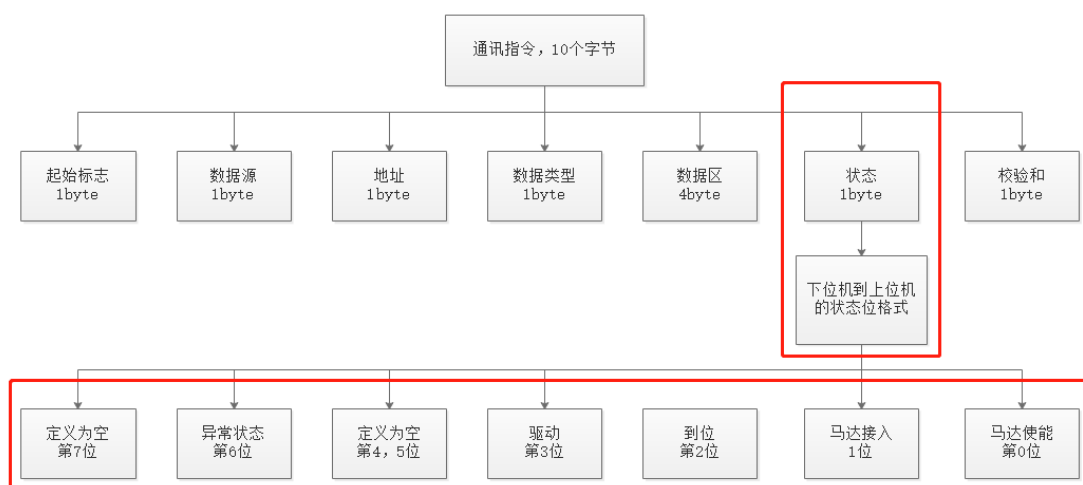 通讯指令，10个字节
起始标志
1byte
数据源
1byte
地址
1byte
数据类型
1byte
数据区
4byte
状态
1byte
校验和
1byte
下位机到上位机
的状态位格式
定义为空
第7位
异常状态
第6位
定义为空
第4，5位
驱动
第3位
到位
第2位
马达接入
1位
马达使能
第0位